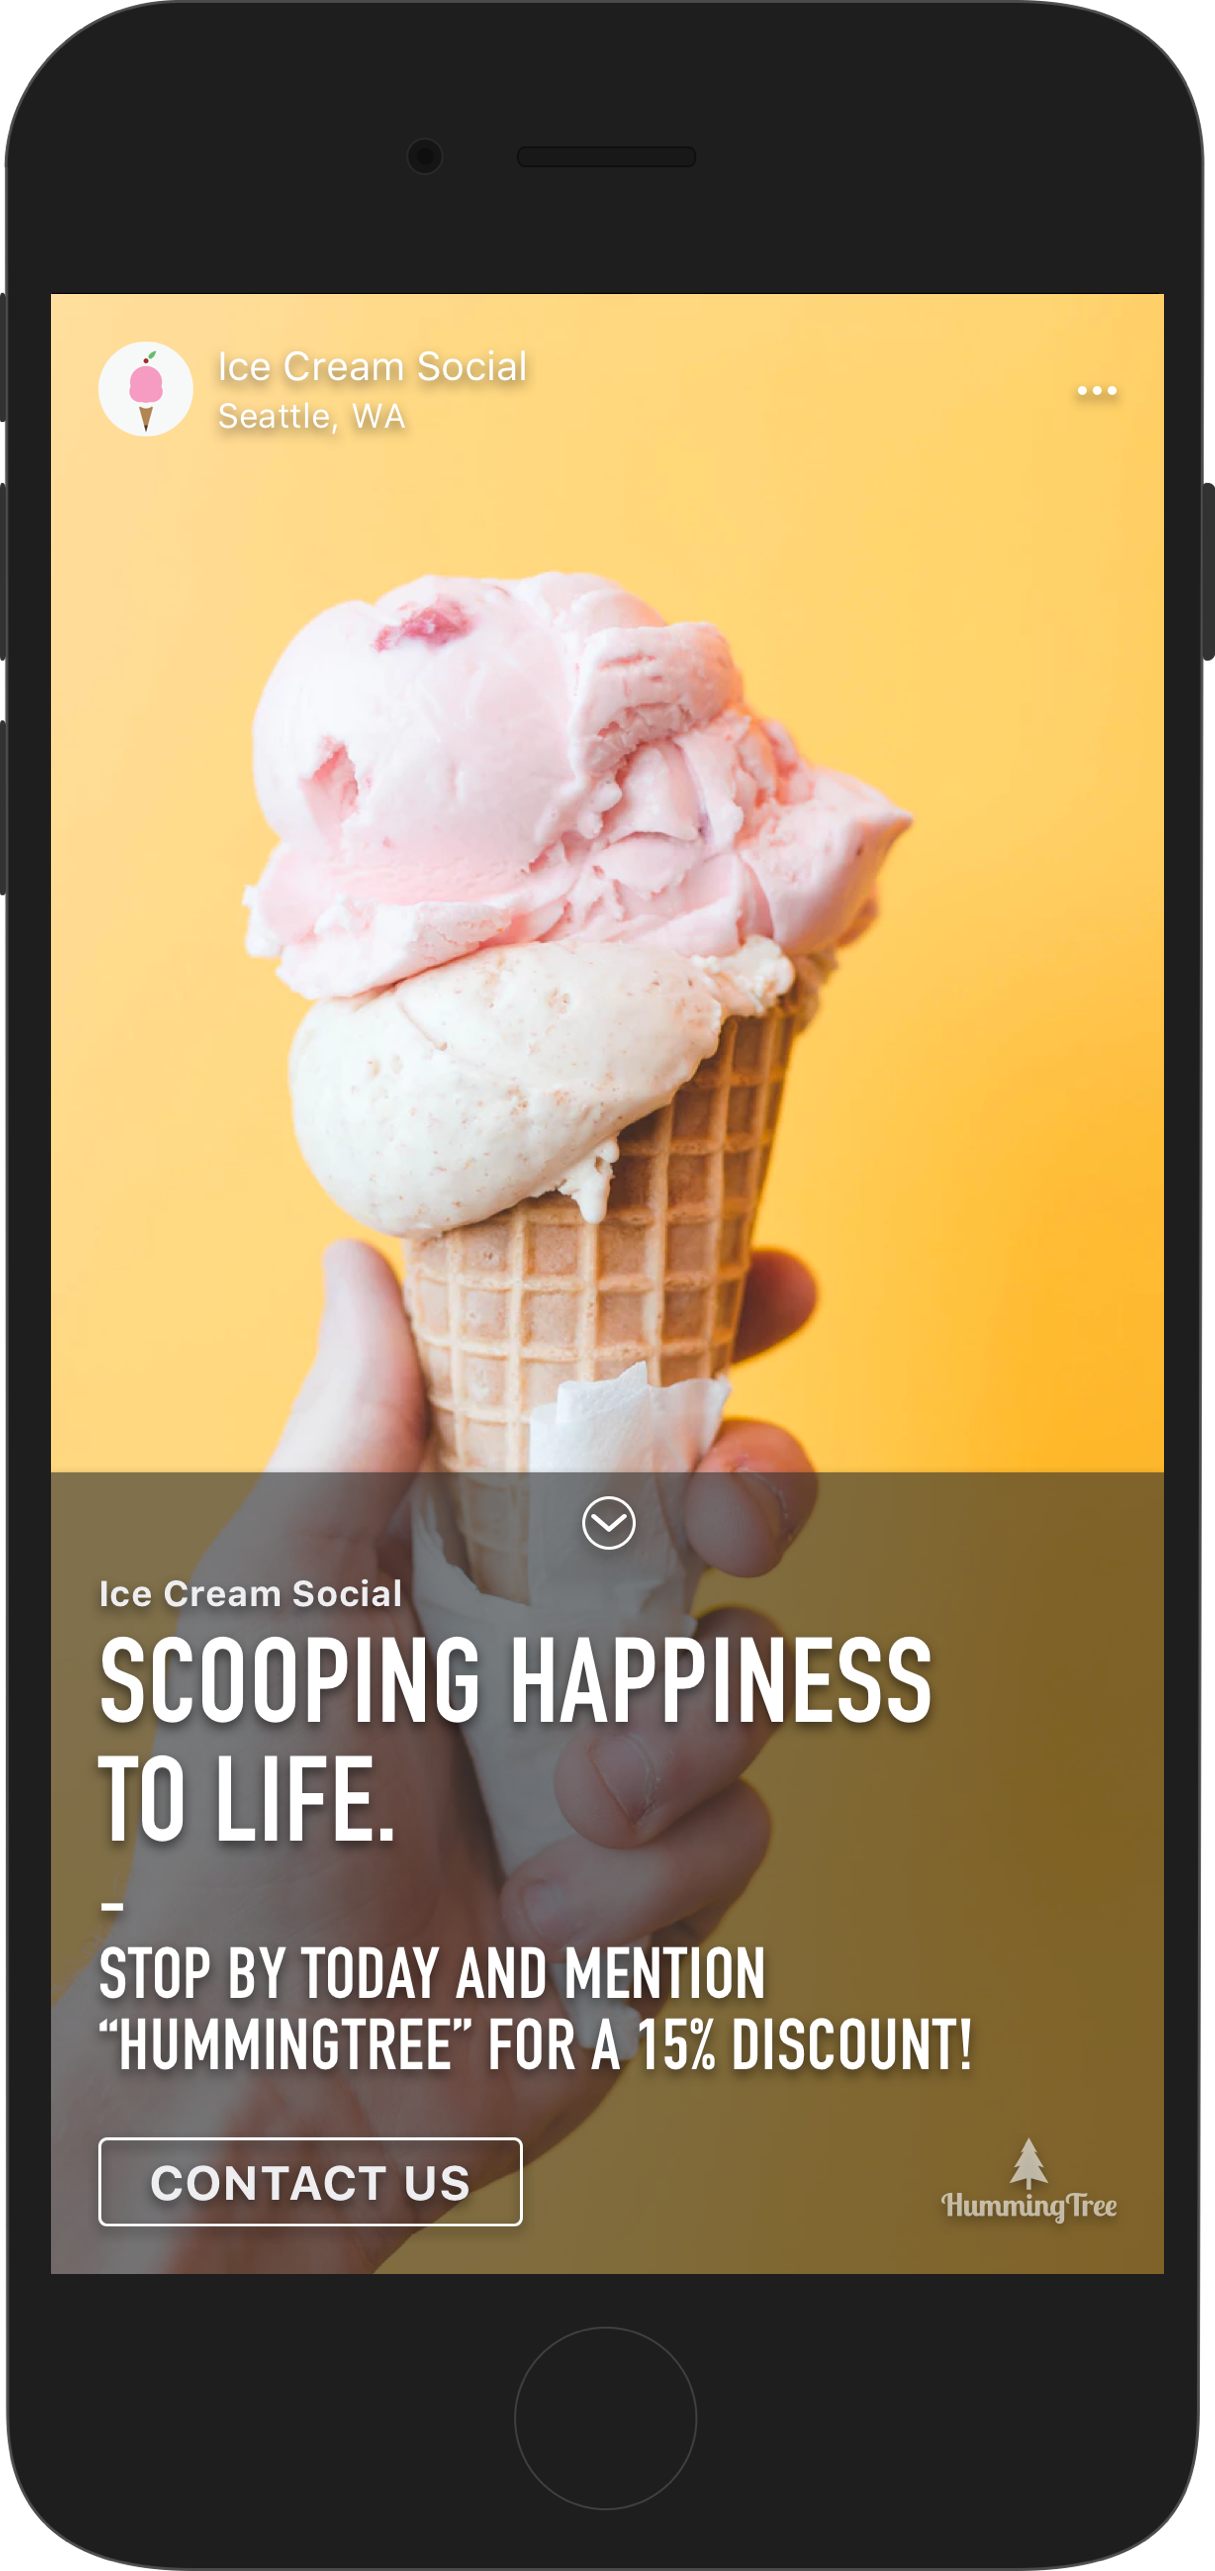 Ice Cream Social
Seattle, WA
Ice Cream Social
SCOOPING HAPPINESS
TO LIFE.
-
STOP BY TODAY AND MENTION
“HUMMINGTREE” FOR A 15% DISCOUNT!
CONTACT US
HummingTree